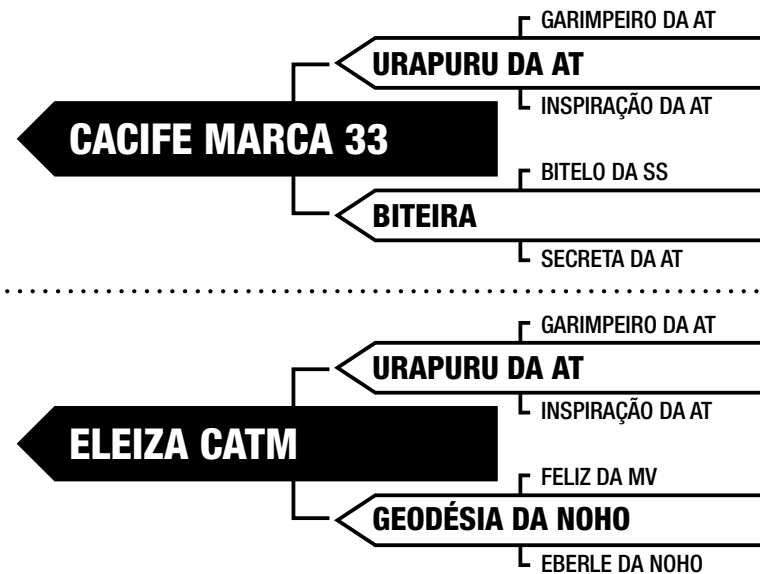 GARIMPEIRO DA AT
URAPURU DA AT
INSPIRAÇÃO DA AT
CACIFE MARCA 33
BITELO DA SS
BITEIRA
SECRETA DA AT
GARIMPEIRO DA AT
URAPURU DA AT
INSPIRAÇÃO DA AT
ELEIZA CATM
FELIZ DA MV
GEODÉSIA DA NOHO
EBERLE DA NOHO